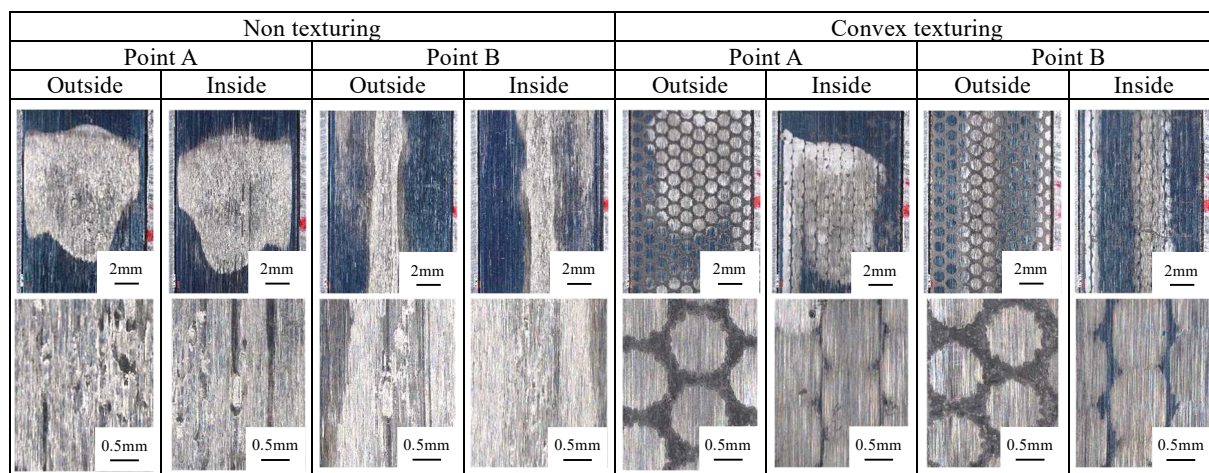 Non texturing Convex texturing
Point A Point B Point A Point B
Outside Inside Outside Inside Outside Inside Outside Inside
2mm 2mm 2mm 2mm 2mm 2mm 2mm 2mm
0.5mm 0.5mm 0.5mm 0.5mm 0.5mm 0.5mm 0.5mm 0.5mm